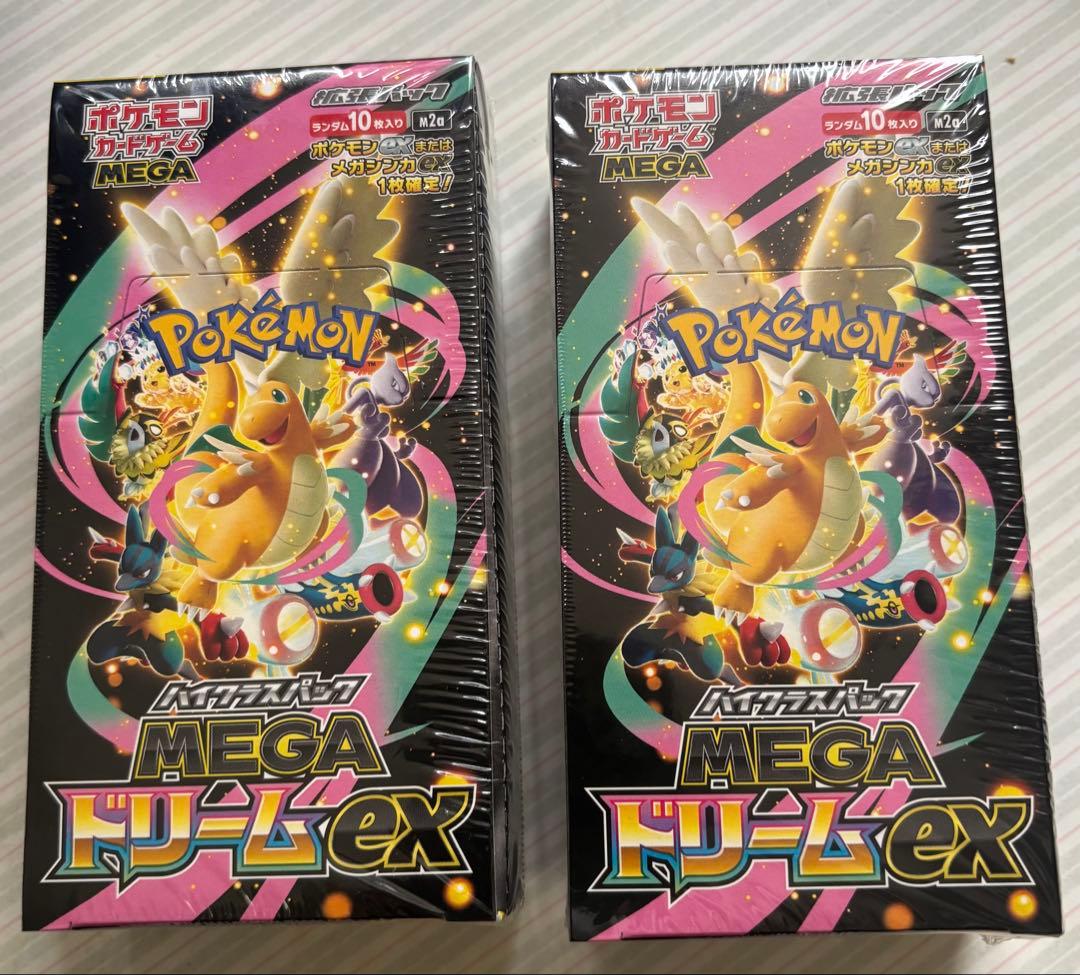 ポケモン
カードゲーム
MEGA
拡張パック
ランダム10枚入り M2a
ポケモンexまたは
メガシンカex
1枚確定!
POKéMON
ハイクラスパック
MEGA
ドリームex
ポケモン
カードゲーム
MEGA
拡張パック
ランダム10枚入り M2a
ポケモンexまたは
メガシンカex
1枚確定!
POKéMON
ハイクラスパック
MEGA
ドリームex